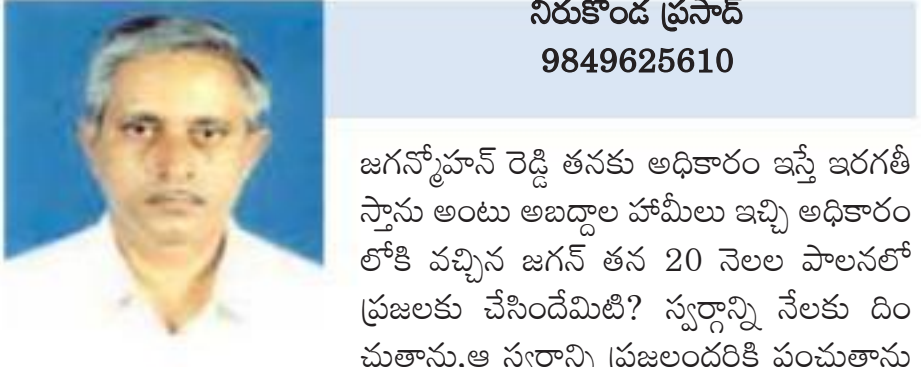 నిరుకొండ ప్రసాద్
9849625610
జగన్మోహన్ రెడ్డి తనకు అధికారం ఇస్తే ఇరగతీ
స్తాను అంటు అబద్దాల హామీలు ఇచ్చి అధికారం
లోకి వచ్చిన జగన్ తన 20 నెలల పాలనలో
ప్రజలకు చేసిందేమిటి? స్వర్గాన్ని నేలకు దిం
చుతాను,ఆ స్వర్గాన్ని ప్రజలందరికి పంచుతాను